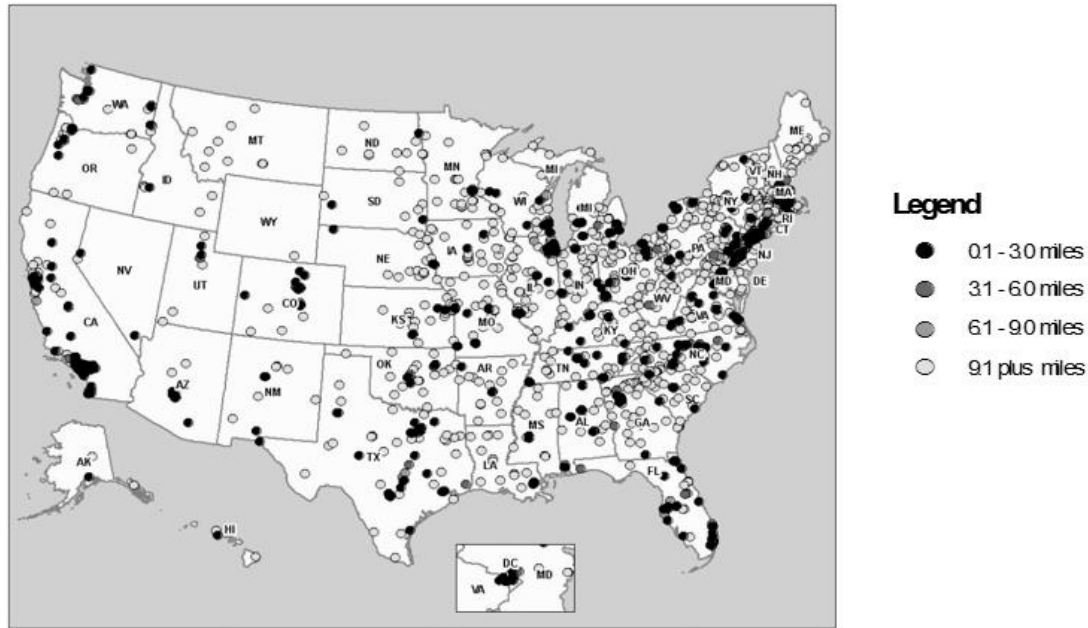 WA
MT
ND
MN
ME
OR
ID
WY
SD
WI
MI
MI
VT
NH
NY
MA
RI
CT
NV
UT
NE
IA
PA
NJ
CA
CO
KS
MO
IL
IN
OH
WV
MD
DE
VA
KY
AZ
NM
OK
AR
TN
NC
SC
TX
LA
MS
AL
GA
FL
AK
HI
DC
VA
MD
Legend
0.1 - 3.0 miles
3.1 - 6.0 miles
6.1 - 9.0 miles
9.1 plus miles